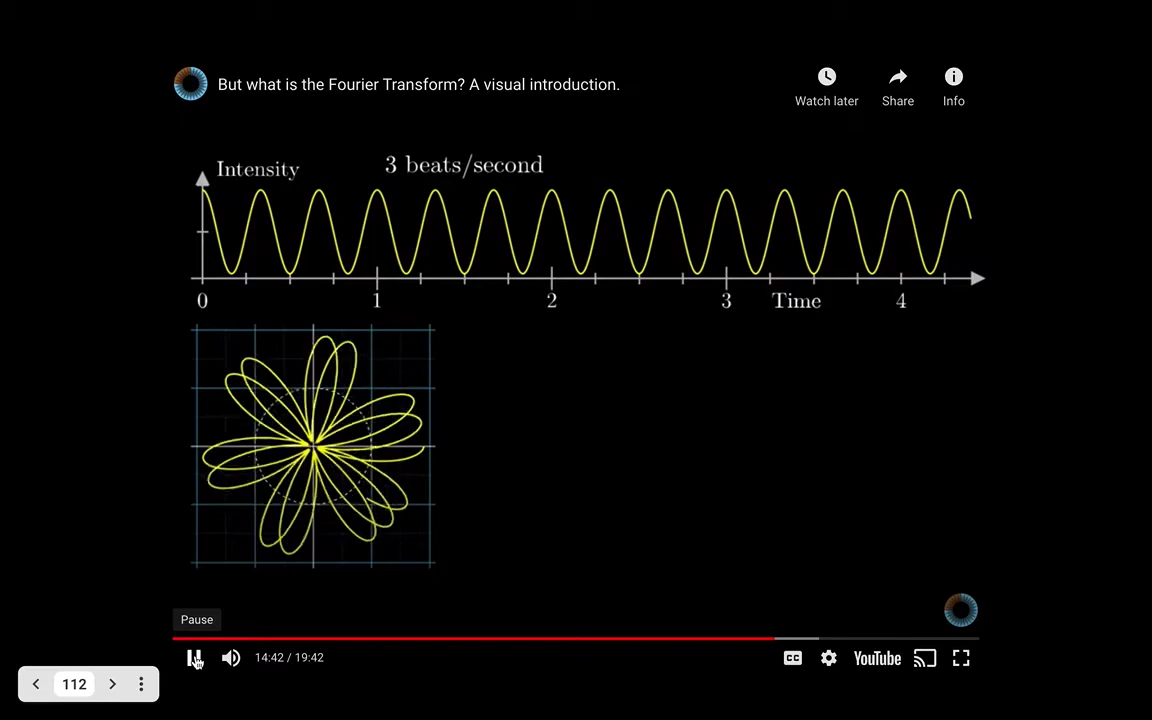 But what is the Fourier Transform? A visual introduction.
Watch later
Share
Info
Intensity
3 beats/second
0
1
2
3
Time
4
Pause
14:42 / 19:42
CC
YouTube
112